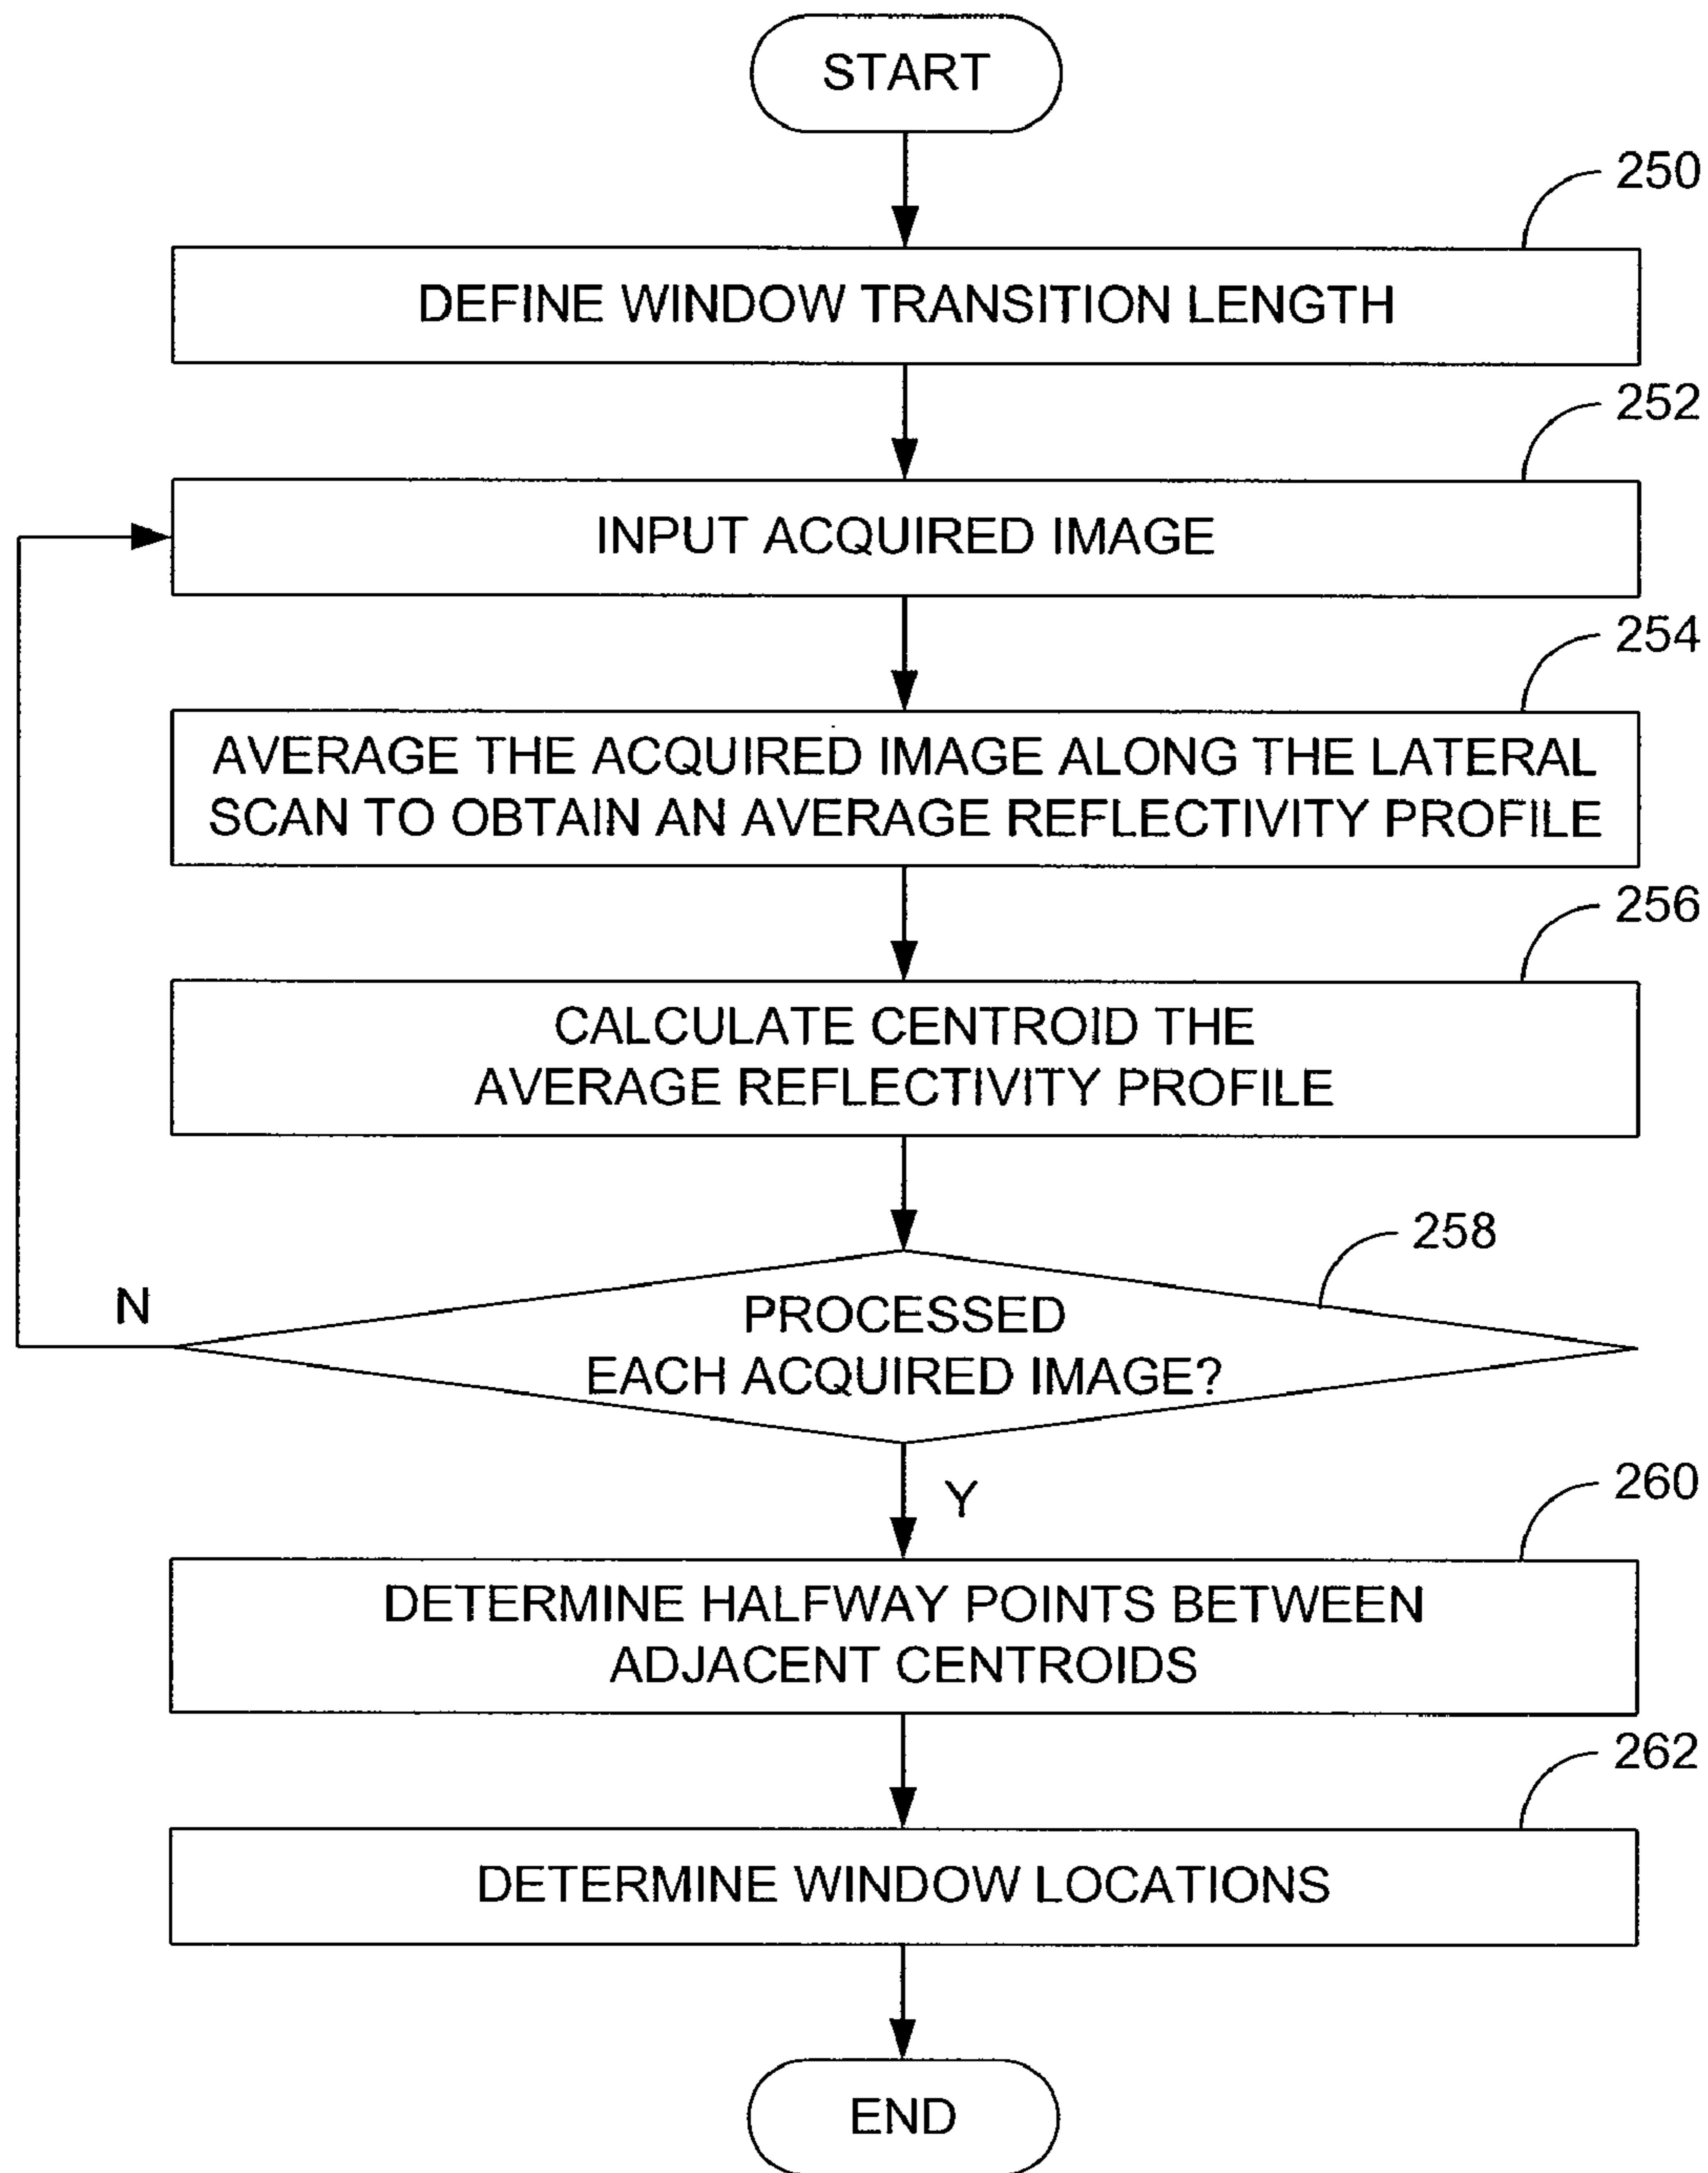 START
250
DEFINE WINDOW TRANSITION LENGTH
252
INPUT ACQUIRED IMAGE
254
AVERAGE THE ACQUIRED IMAGE ALONG THE LATERAL
SCAN TO OBTAIN AN AVERAGE REFLECTIVITY PROFILE
256
CALCULATE CENTROID THE
AVERAGE REFLECTIVITY PROFILE
258
N
PROCESSED
EACH ACQUIRED IMAGE?
Y
260
DETERMINE HALFWAY POINTS BETWEEN
ADJACENT CENTROIDS
262
DETERMINE WINDOW LOCATIONS
END